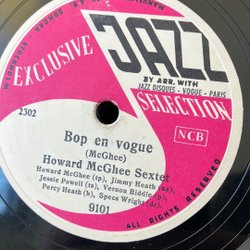 EXCLUSIVE
JAZZ
BY ARR. WITH
JAZZ DISQUES - VOGUE - PARIS
SELECTION
2302
NCB
Bop en vogue
(McGhee)
Howard McGhee Sextet
Howard McGhee (tp), Jimmy Heath (as),
Jessie Powell (ts), Vernon Biddle (p),
Percy Heath (b), Specs Wright (dr).
9101
ALL RIGHTS RESERVED